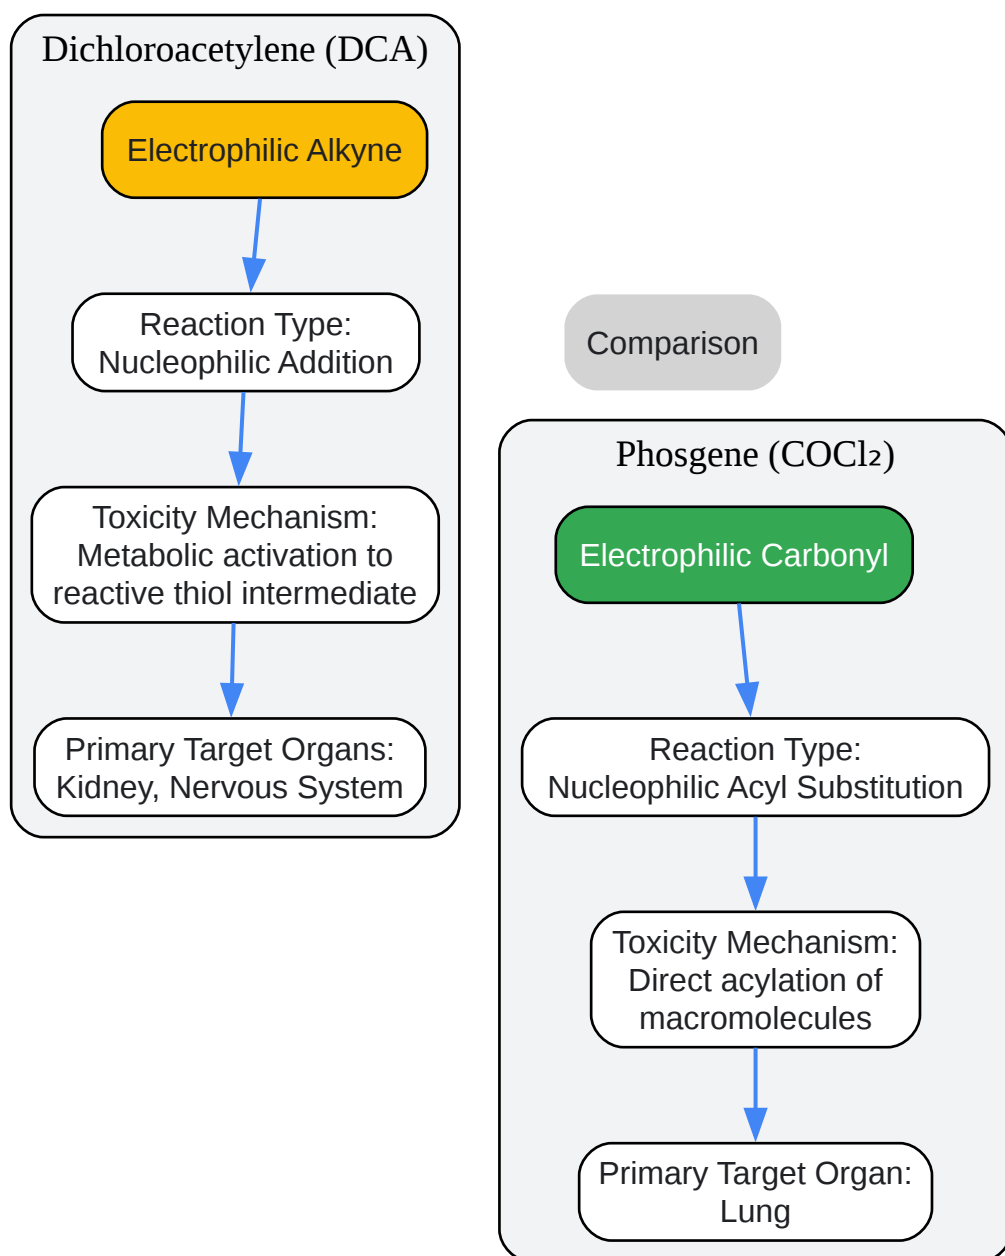 Dichloroacetylene (DCA)
Electrophilic Alkyne
Reaction Type:
Nucleophilic Addition
Toxicity Mechanism:
Metabolic activation to
reactive thiol intermediate
Primary Target Organs:
Kidney, Nervous System
Comparison
Phosgene (COCl₂)
Electrophilic Carbonyl
Reaction Type:
Nucleophilic Acyl Substitution
Toxicity Mechanism:
Direct acylation of
macromolecules
Primary Target Organ:
Lung